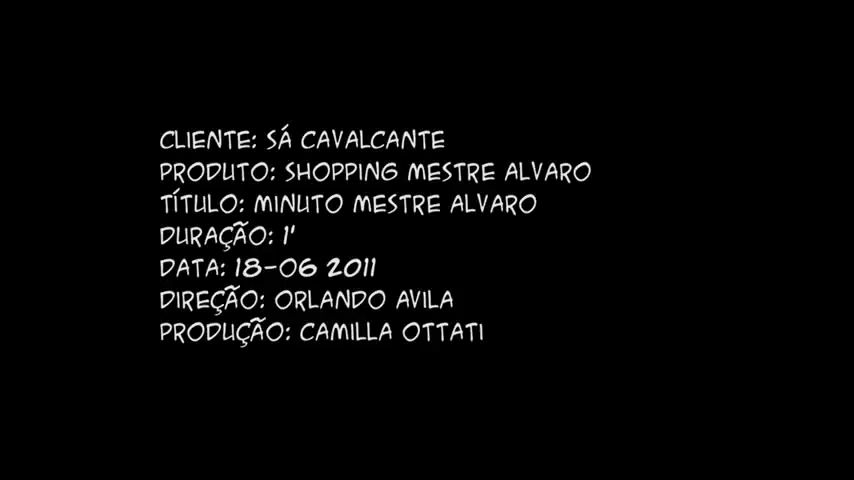 CLIENTE: SÁ CAVALCANTE
PRODUTO: SHOPPING MESTRE ALVARO
TÍTULO: MINUTO MESTRE ALVARO
DURAÇÃO: 1'
DATA: 18-06 2011
DIREÇÃO: ORLANDO AVILA
PRODUÇÃO: CAMILLA OTTATI